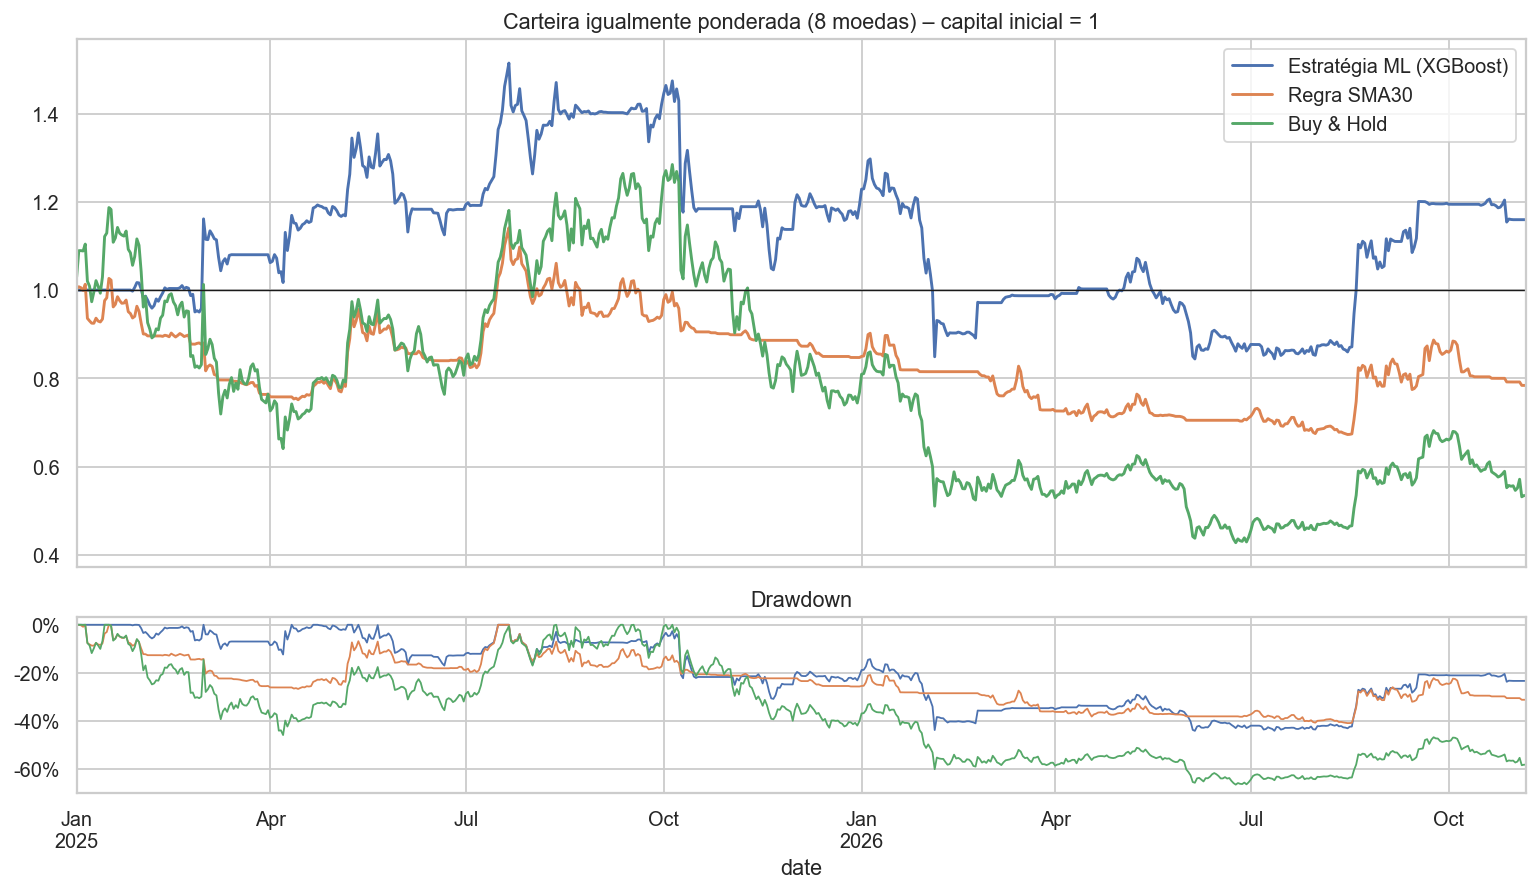 Carteira igualmente ponderada (8 moedas) – capital inicial = 1
Estratégia ML (XGBoost)
Regra SMA30
Buy & Hold
1.4
1.2
1.0
0.8
0.6
0.4
Drawdown
0%
-20%
-40%
-60%
Jan Apr Jul Oct Jan Apr Jul Oct
2025 2026
date